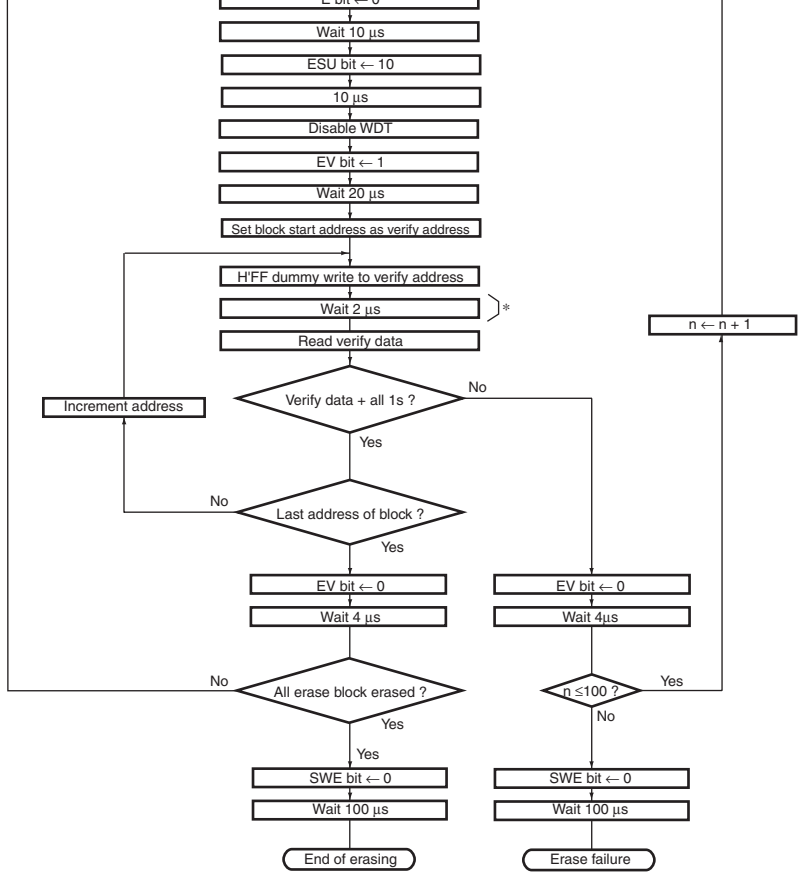 E bit ← 0
Wait 10 µs
ESU bit ← 10
10 µs
Disable WDT
EV bit ← 1
Wait 20 µs
Set block start address as verify address
H'FF dummy write to verify address
Wait 2 µs
*
n ← n + 1
Read verify data
Increment address
Verify data + all 1s ?
No
Yes
No
Last address of block ?
Yes
EV bit ← 0
EV bit ← 0
Wait 4 µs
Wait 4µs
No
All erase block erased ?
Yes
n ≤100 ?
Yes
No
Yes
SWE bit ← 0
SWE bit ← 0
Wait 100 µs
Wait 100 µs
End of erasing
Erase failure